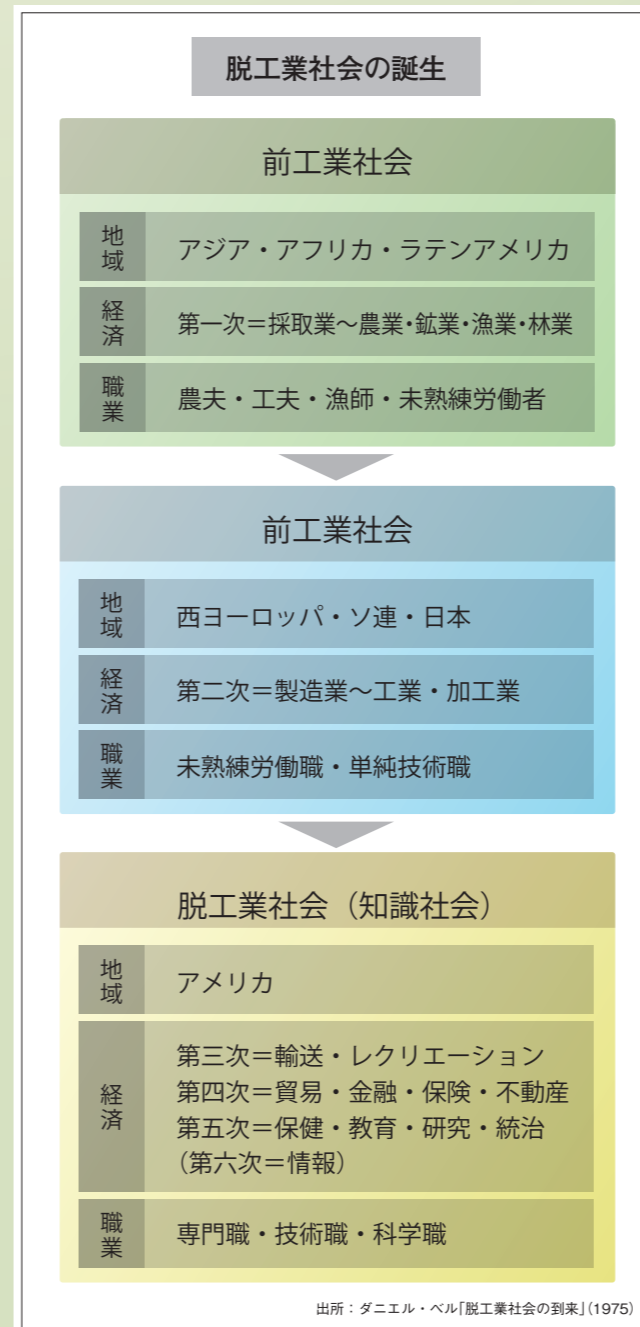 脱工業社会の誕生
前工業社会
地域
アジア・アフリカ・ラテンアメリカ
経済
第一次＝採取業～農業・鉱業・漁業・林業
職業
農夫・工夫・漁師・未熟練労働者
前工業社会
地域
西ヨーロッパ・ソ連・日本
経済
第二次＝製造業～工業・加工業
職業
未熟練労働職・単純技術職
脱工業社会（知識社会）
地域
アメリカ
経済
第三次＝輸送・レクリエーション
第四次＝貿易・金融・保険・不動産
第五次＝保健・教育・研究・統治
（第六次＝情報）
職業
専門職・技術職・科学職
出所：ダニエル・ベル「脱工業社会の到来」（1975）